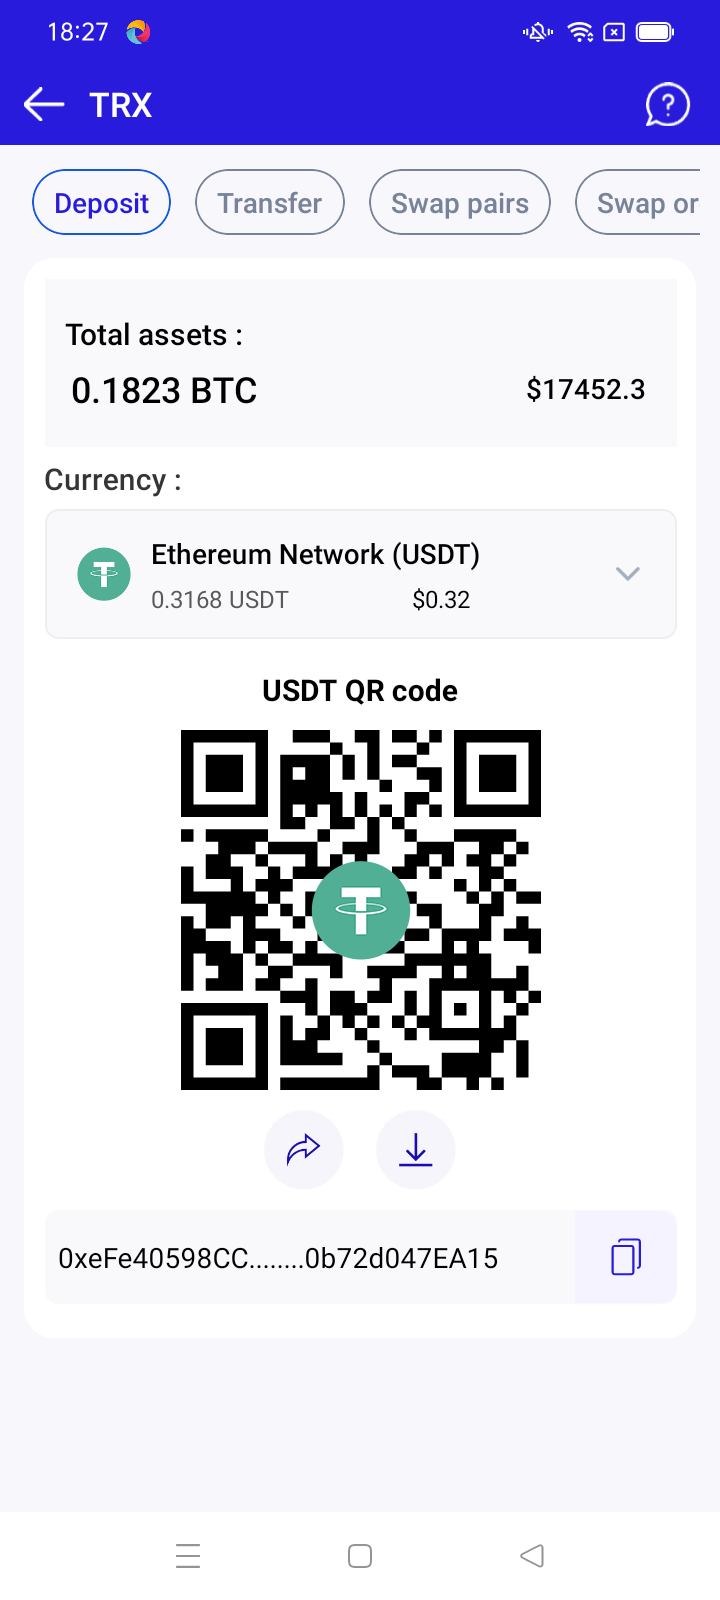 18:27
TRX
Deposit Transfer Swap pairs Swap or
Total assets :
0.1823 BTC $17452.3
Currency :
Ethereum Network (USDT)
0.3168 USDT $0.32
USDT QR code
0xeFe40598CC........0b72d047EA15